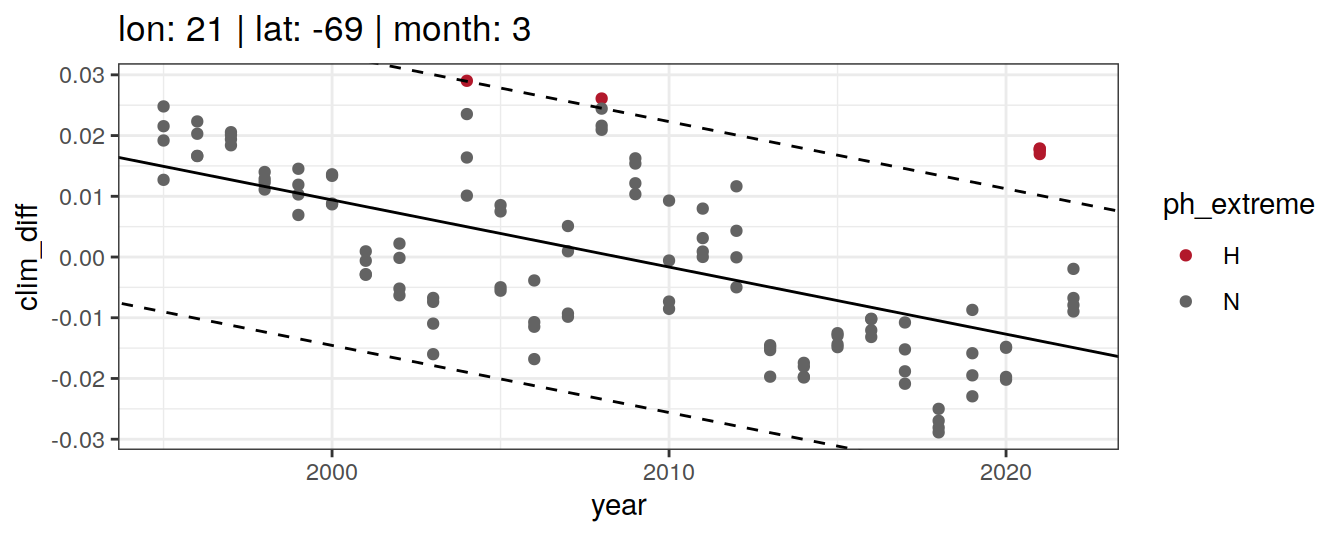 lon: 21 | lat: -69 | month: 3
clim_diff
0.03
0.02
0.01
0.00
-0.01
-0.02
-0.03
2000 2010 2020
year
ph_extreme
H
N